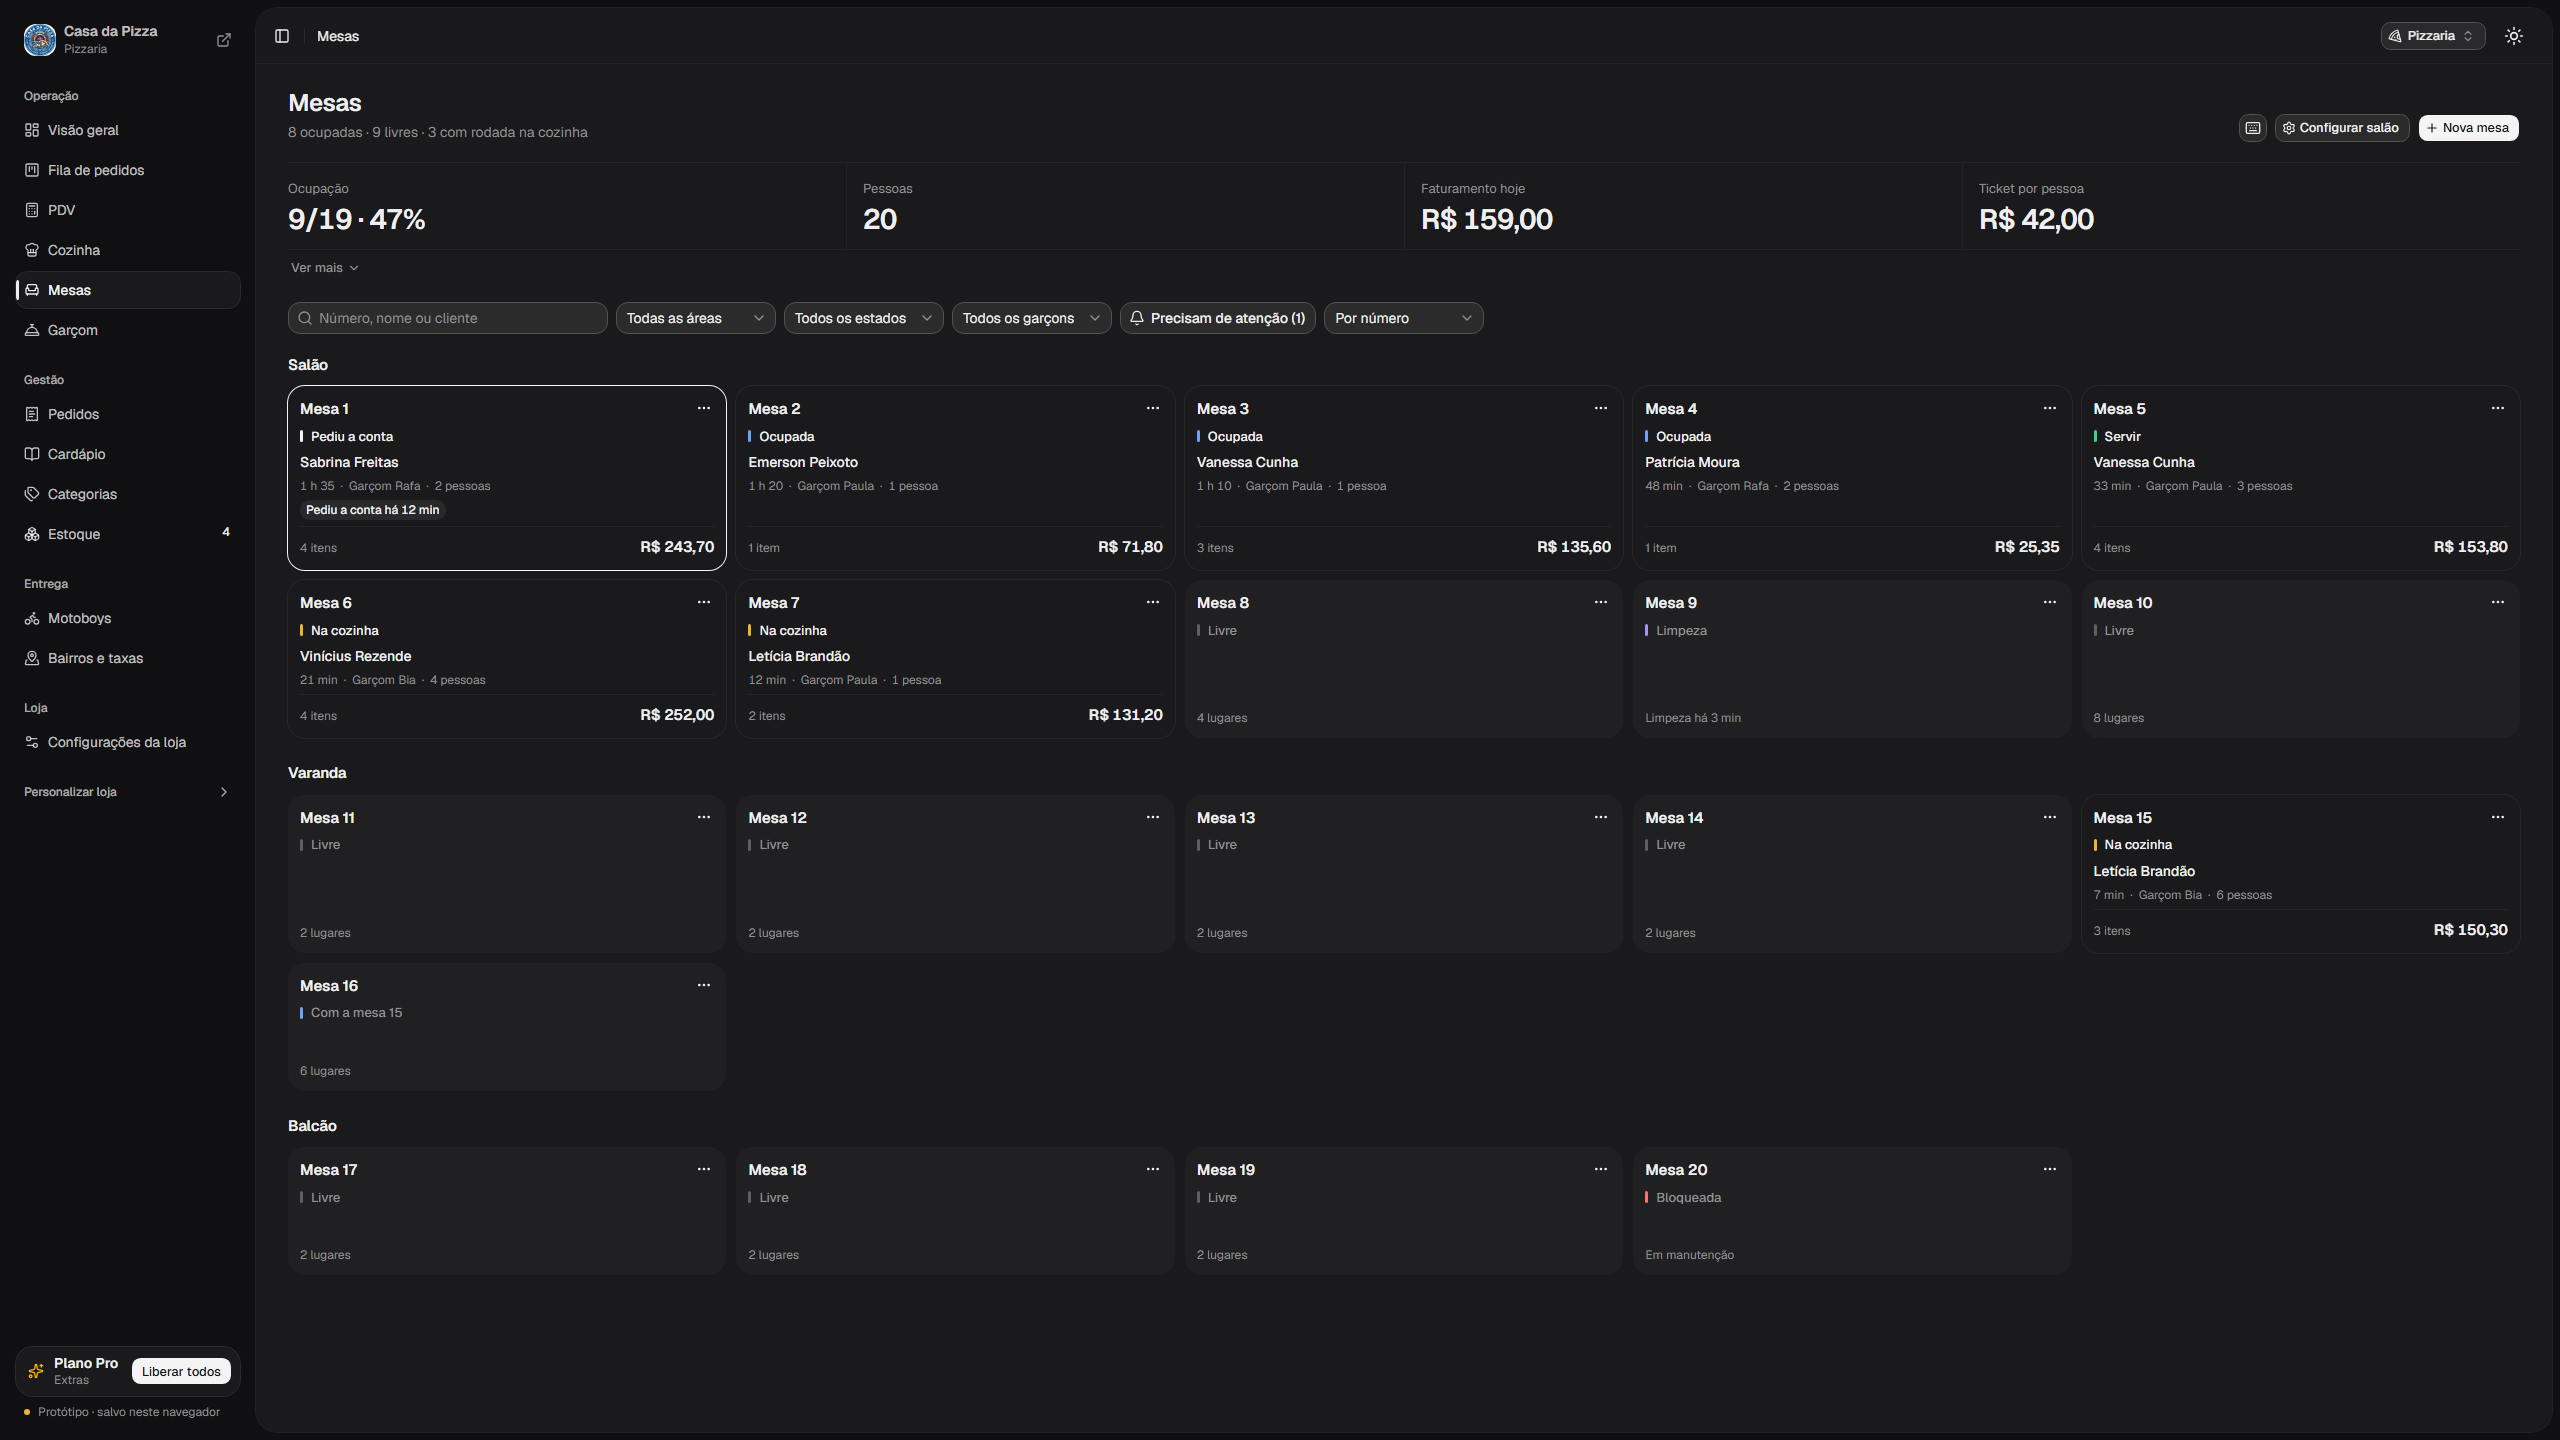 Casa da Pizza
Pizzaria
Operação
Visão geral
Fila de pedidos
PDV
Cozinha
Mesas
Garçom
Gestão
Pedidos
Cardápio
Categorias
Estoque 4
Entrega
Motoboys
Bairros e taxas
Loja
Configurações da loja
Personalizar loja
Plano Pro
Extras
Liberar todos
Protótipo · salvo neste navegador
Mesas
Pizzaria
Mesas
8 ocupadas · 9 livres · 3 com rodada na cozinha
Configurar salão
Nova mesa
Ocupação
9/19 · 47%
Pessoas
20
Faturamento hoje
R$ 159,00
Ticket por pessoa
R$ 42,00
Ver mais
Número, nome ou cliente
Todas as áreas
Todos os estados
Todos os garçons
Precisam de atenção (1)
Por número
Salão
Mesa 1
Pediu a conta
Sabrina Freitas
1 h 35 · Garçom Rafa · 2 pessoas
Pediu a conta há 12 min
4 itens R$ 243,70
Mesa 2
Ocupada
Emerson Peixoto
1 h 20 · Garçom Paula · 1 pessoa
1 item R$ 71,80
Mesa 3
Ocupada
Vanessa Cunha
1 h 10 · Garçom Paula · 1 pessoa
3 itens R$ 135,60
Mesa 4
Ocupada
Patrícia Moura
48 min · Garçom Rafa · 2 pessoas
1 item R$ 25,35
Mesa 5
Servir
Vanessa Cunha
33 min · Garçom Paula · 3 pessoas
4 itens R$ 153,80
Mesa 6
Na cozinha
Vinícius Rezende
21 min · Garçom Bia · 4 pessoas
4 itens R$ 252,00
Mesa 7
Na cozinha
Letícia Brandão
12 min · Garçom Paula · 1 pessoa
2 itens R$ 131,20
Mesa 8
Livre
4 lugares
Mesa 9
Limpeza
Limpeza há 3 min
Mesa 10
Livre
8 lugares
Varanda
Mesa 11
Livre
2 lugares
Mesa 12
Livre
2 lugares
Mesa 13
Livre
2 lugares
Mesa 14
Livre
2 lugares
Mesa 15
Na cozinha
Letícia Brandão
7 min · Garçom Bia · 6 pessoas
3 itens R$ 150,30
Mesa 16
Com a mesa 15
6 lugares
Balcão
Mesa 17
Livre
2 lugares
Mesa 18
Livre
2 lugares
Mesa 19
Livre
2 lugares
Mesa 20
Bloqueada
Em manutenção